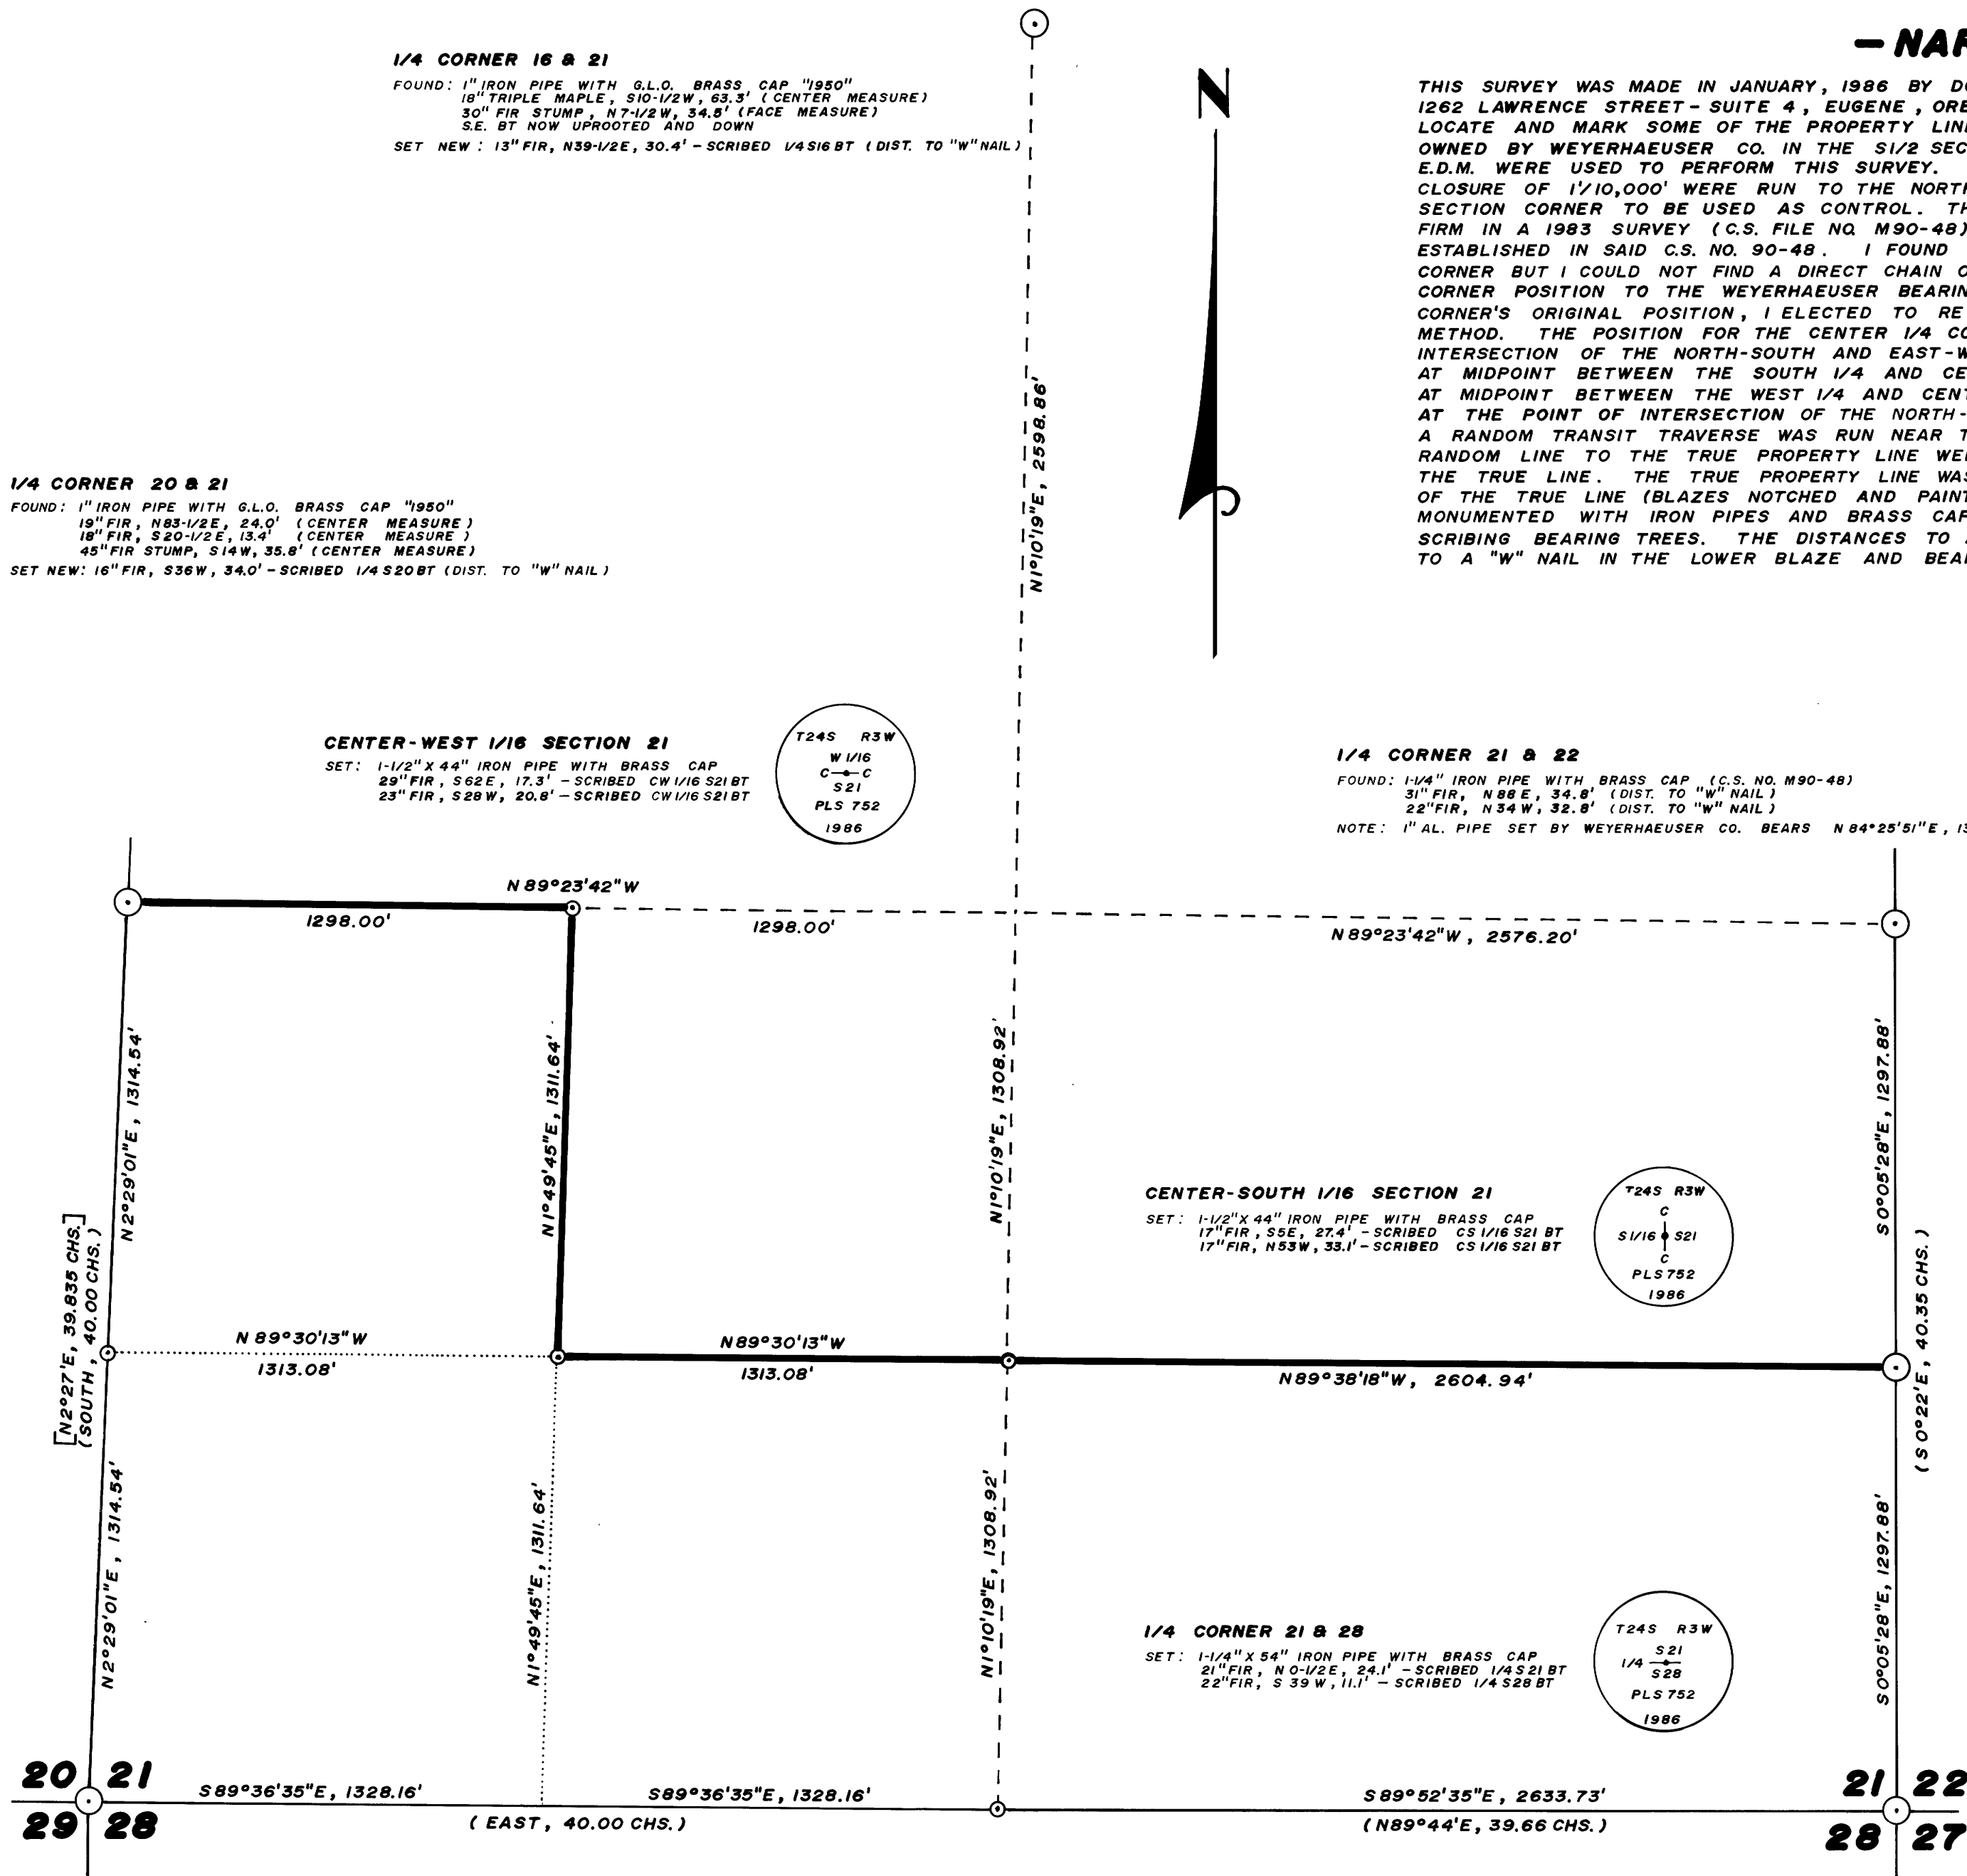 1/4 CORNER 16 & 21
FOUND: 1" IRON PIPE WITH G.L.O. BRASS CAP "1950"
18" TRIPLE MAPLE, S10-1/2W, 63.3' (CENTER MEASURE)
30" FIR STUMP, N7-1/2W, 34.5' (FACE MEASURE)
S.E. BT NOW UPROOTED AND DOWN
SET NEW: 13" FIR, N39-1/2E, 30.4' - SCRIBED 1/4 S16 BT (DIST. TO "W" NAIL)
N
THIS SURVEY WAS MADE IN JANUARY, 1986 BY
1262 LAWRENCE STREET - SUITE 4, EUGENE,
LOCATE AND MARK SOME OF THE PROPERTY
OWNED BY WEYERHAEUSER CO. IN THE S1/2
E.D.M. WERE USED TO PERFORM THIS SURVEY.
CLOSURE OF 1'/10,000' WERE RUN TO THE
SECTION CORNER TO BE USED AS CONTROL.
FIRM IN A 1983 SURVEY (C.S. FILE NO. M90-48)
ESTABLISHED IN SAID C.S. NO. 90-48. I FOUND
CORNER BUT I COULD NOT FIND A DIRECT CHAIN
CORNER POSITION TO THE WEYERHAEUSER
CORNER'S ORIGINAL POSITION, I ELECTED TO
METHOD. THE POSITION FOR THE CENTER 1/4
INTERSECTION OF THE NORTH-SOUTH AND
AT MIDPOINT BETWEEN THE SOUTH 1/4 AND
AT MIDPOINT BETWEEN THE WEST 1/4 AND
AT THE POINT OF INTERSECTION OF THE NORTH-
A RANDOM TRANSIT TRAVERSE WAS RUN NEAR
RANDOM LINE TO THE TRUE PROPERTY LINE
THE TRUE LINE. THE TRUE PROPERTY LINE
OF THE TRUE LINE (BLAZES NOTCHED AND
MONUMENTED WITH IRON PIPES AND BRASS
SCRIBING BEARING TREES. THE DISTANCES TO
TO A "W" NAIL IN THE LOWER BLAZE AND
N1°10'19"E, 2598.86'
1/4 CORNER 20 & 21
FOUND: 1" IRON PIPE WITH G.L.O. BRASS CAP "1950"
19" FIR, N83-1/2E, 24.0' (CENTER MEASURE)
18" FIR, S20-1/2E, 13.4' (CENTER MEASURE)
45" FIR STUMP, S14W, 35.8' (CENTER MEASURE)
SET NEW: 16" FIR, S36W, 34.0' - SCRIBED 1/4 S20 BT (DIST. TO "W" NAIL)
CENTER-WEST 1/16 SECTION 21
SET: 1-1/2" X 44" IRON PIPE WITH BRASS CAP
29" FIR, S62E, 17.3' - SCRIBED CW 1/16 S21 BT
23" FIR, S28W, 20.8' - SCRIBED CW 1/16 S21 BT
T24S R3W
W 1/16
C C
S21
PLS 752
1986
1/4 CORNER 21 & 22
FOUND: 1-1/4" IRON PIPE WITH BRASS CAP (C.S. NO. M90-48)
31" FIR, N88E, 34.8' (DIST. TO "W" NAIL)
22" FIR, N34W, 32.8' (DIST. TO "W" NAIL)
NOTE: 1" AL. PIPE SET BY WEYERHAEUSER CO. BEARS N84°25'51"E,
N89°23'42"W
1298.00'
1298.00'
N89°23'42"W, 2576.20'
N2°29'01"E, 1314.54'
N1°49'45"E, 1311.64'
N1°10'19"E, 1308.92'
S0°05'28"E, 1297.88'
CENTER-SOUTH 1/16 SECTION 21
SET: 1-1/2" X 44" IRON PIPE WITH BRASS CAP
17" FIR, S5E, 27.4' - SCRIBED CS 1/16 S21 BT
17" FIR, N53W, 33.1' - SCRIBED CS 1/16 S21 BT
T24S R3W
C
S1/16 S21
C
PLS 752
1986
[N2°27'E, 39.835 CHS.]
(SOUTH, 40.00 CHS.)
(S0°22'E, 40.35 CHS.)
N89°30'13"W
1313.08'
N89°30'13"W
1313.08'
N89°38'18"W, 2604.94'
N2°29'01"E, 1314.54'
N1°49'45"E, 1311.64'
N1°10'19"E, 1308.92'
S0°05'28"E, 1297.88'
1/4 CORNER 21 & 28
SET: 1-1/4" X 54" IRON PIPE WITH BRASS CAP
21" FIR, N0-1/2E, 24.1' - SCRIBED 1/4 S21 BT
22" FIR, S39W, 11.1' - SCRIBED 1/4 S28 BT
T24S R3W
S21
1/4
S28
PLS 752
1986
20 21
29 28
S89°36'35"E, 1328.16'
S89°36'35"E, 1328.16'
(EAST, 40.00 CHS.)
S89°52'35"E, 2633.73'
(N89°44'E, 39.66 CHS.)
21 22
28 27